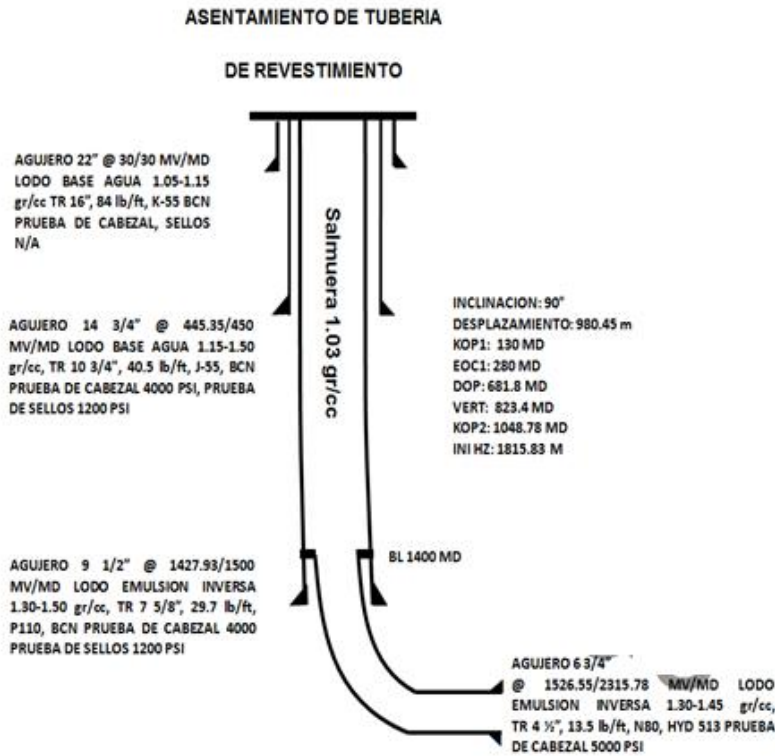 ASENTAMIENTO DE TUBERIA
DE REVESTIMIENTO
AGUJERO 22" @ 30/30 MV/MD
LODO BASE AGUA 1.05-1.15
gr/cc TR 16", 84 lb/ft, K-55 BCN
PRUEBA DE CABEZAL, SELLOS
N/A
Salmuera 1.03 gr/cc
AGUJERO 14 3/4" @ 445.35/450
MV/MD LODO BASE AGUA 1.15-1.50
gr/cc, TR 10 3/4", 40.5 lb/ft, J-55, BCN
PRUEBA DE CABEZAL 4000 PSI, PRUEBA
DE SELLOS 1200 PSI
INCLINACION: 90°
DESPLAZAMIENTO: 980.45 m
KOP1: 130 MD
EOC1: 280 MD
DOP: 681.8 MD
VERT: 823.4 MD
KOP2: 1048.78 MD
INI HZ: 1815.83 M
BL 1400 MD
AGUJERO 9 1/2" @ 1427.93/1500
MV/MD LODO EMULSION INVERSA
1.30-1.50 gr/cc, TR 7 5/8", 29.7 lb/ft,
P110, BCN PRUEBA DE CABEZAL 4000
PRUEBA DE SELLOS 1200 PSI
AGUJERO 6 3/4"
@ 1526.55/2315.78 MV/MD LODO
EMULSION INVERSA 1.30-1.45 gr/cc,
TR 4 ½", 13.5 lb/ft, N80, HYD 513 PRUEBA
DE CABEZAL 5000 PSI